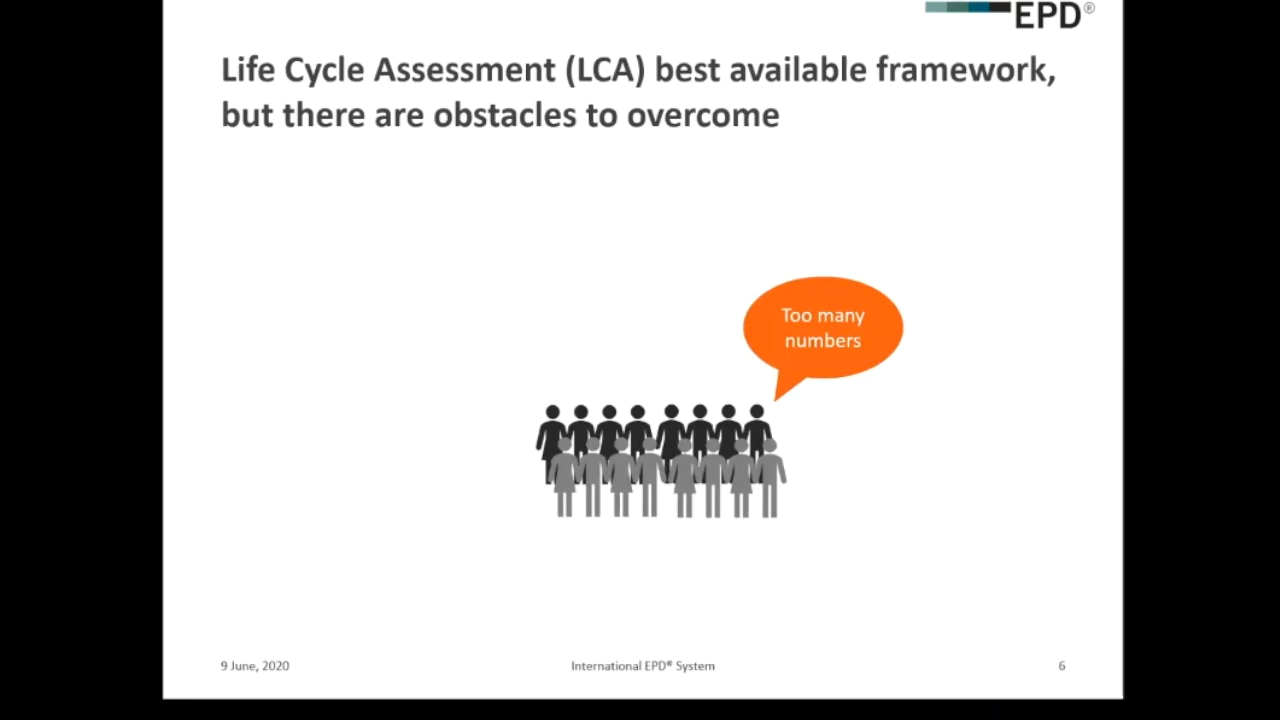 EPD®
Life Cycle Assessment (LCA) best available framework,
but there are obstacles to overcome
Too many
numbers
9 June, 2020
International EPD® System
6